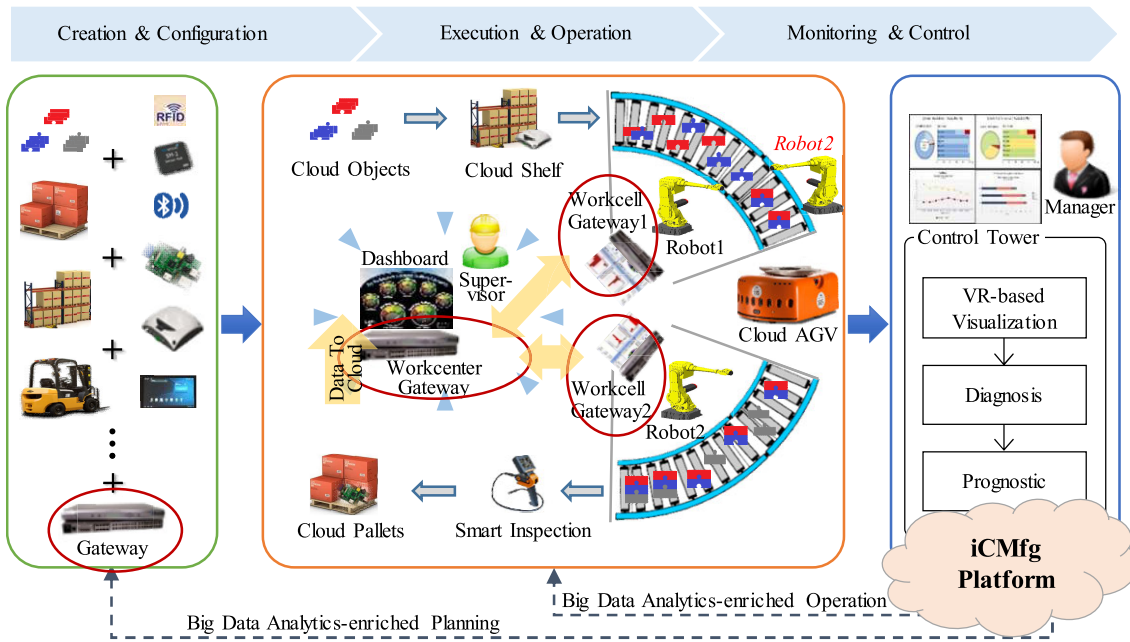 Creation & Configuration
Execution & Operation
Monitoring & Control
RFID
Gateway
Cloud Objects
Cloud Shelf
Robot2
Workcell
Gateway1
Robot1
Dashboard
Super-
visor
Cloud AGV
Data To
Cloud
Workcenter
Gateway
Workcell
Gateway2
Robot2
Cloud Pallets
Smart Inspection
Manager
Control Tower
VR-based
Visualization
Diagnosis
Prognostic
iCMfg
Platform
Big Data Analytics-enriched Operation
Big Data Analytics-enriched Planning